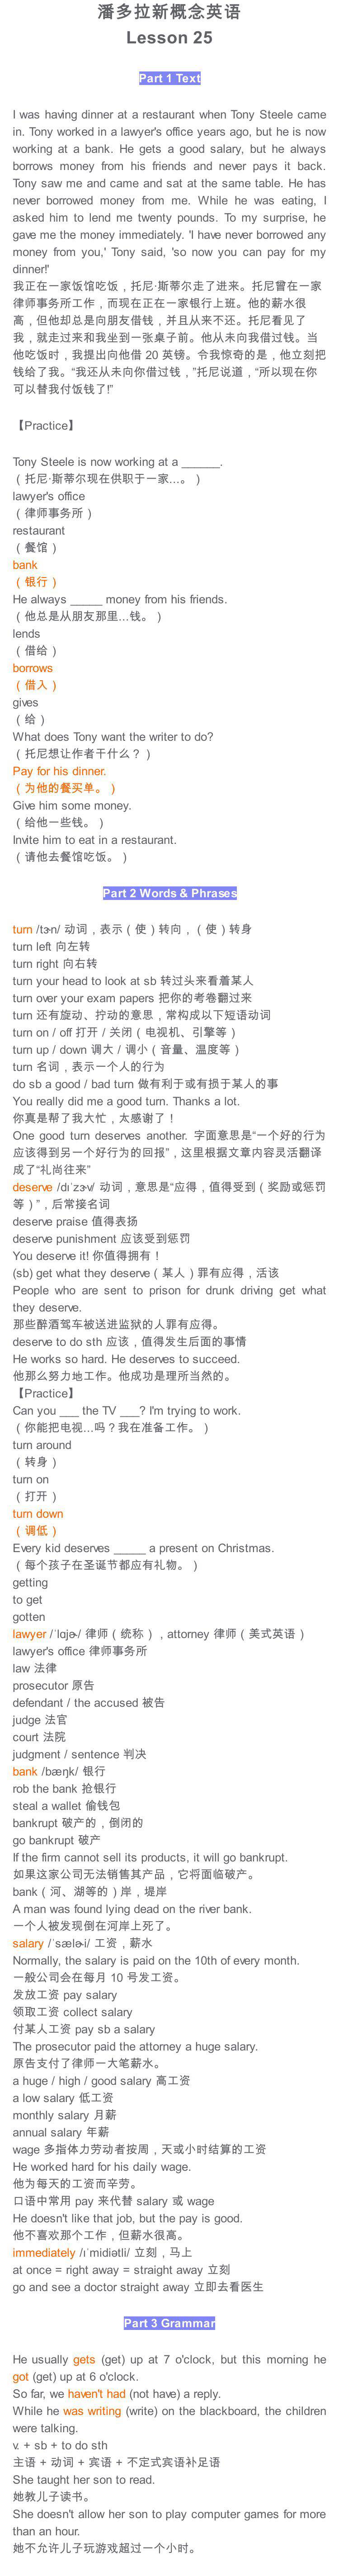 潘多拉新概念英语
Lesson 25
Part 1 Text
I was having dinner at a restaurant when Tony Steele came
in. Tony worked in a lawyer's office years ago, but he is now
working at a bank. He gets a good salary, but he always
borrows money from his friends and never pays it back.
Tony saw me and came and sat at the same table. He has
never borrowed money from me. While he was eating, I
asked him to lend me twenty pounds. To my surprise, he
gave me the money immediately. 'I have never borrowed any
money from you,' Tony said, 'so now you can pay for my
dinner!'
我正在一家饭馆吃饭，托尼·斯蒂尔走了进来。托尼曾在一家
律师事务所工作，而现在正在一家银行上班。他的薪水很
高，但他却总是向朋友借钱，并且从来不还。托尼看见了
我，就走过来和我坐到一张桌子前。他从未向我借过钱。当
他吃饭时，我提出向他借 20 英镑。令我惊奇的是，他立刻把
钱给了我。“我还从未向你借过钱，”托尼说道，“所以现在你
可以替我付饭钱了!”
【Practice】
Tony Steele is now working at a ______.
（托尼·斯蒂尔现在供职于一家...。）
lawyer's office
（律师事务所）
restaurant
（餐馆）
bank
（银行）
He always _____ money from his friends.
（他总是从朋友那里...钱。）
lends
（借给）
borrows
（借入）
gives
（给）
What does Tony want the writer to do?
（托尼想让作者干什么？）
Pay for his dinner.
（为他的餐买单。）
Give him some money.
（给他一些钱。）
Invite him to eat in a restaurant.
（请他去餐馆吃饭。）
Part 2 Words & Phrases
turn /tɝn/ 动词，表示（使）转向，（使）转身
turn left 向左转
turn right 向右转
turn your head to look at sb 转过头来看着某人
turn over your exam papers 把你的考卷翻过来
turn 还有旋动、拧动的意思，常构成以下短语动词
turn on / off 打开 / 关闭（电视机、引擎等）
turn up / down 调大 / 调小（音量、温度等）
turn 名词，表示一个人的行为
do sb a good / bad turn 做有利于或有损于某人的事
You really did me a good turn. Thanks a lot.
你真是帮了我大忙，太感谢了！
One good turn deserves another. 字面意思是“一个好的行为
应该得到另一个好行为的回报”，这里根据文章内容灵活翻译
成了“礼尚往来”
deserve /dɪˈzɝv/ 动词，意思是“应得，值得受到（奖励或惩罚
等）”，后常接名词
deserve praise 值得表扬
deserve punishment 应该受到惩罚
You deserve it! 你值得拥有！
(sb) get what they deserve（某人）罪有应得，活该
People who are sent to prison for drunk driving get what
they deserve.
那些醉酒驾车被送进监狱的人罪有应得。
deserve to do sth 应该，值得发生后面的事情
He works so hard. He deserves to succeed.
他那么努力地工作。他成功是理所当然的。
【Practice】
Can you ___ the TV ___? I'm trying to work.
（你能把电视...吗？我在准备工作。）
turn around
（转身）
turn on
（打开）
turn down
（调低）
Every kid deserves _____ a present on Christmas.
（每个孩子在圣诞节都应有礼物。）
getting
to get
gotten
lawyer /ˈlɑjɚ/ 律师（统称），attorney 律师（美式英语）
lawyer's office 律师事务所
law 法律
prosecutor 原告
defendant / the accused 被告
judge 法官
court 法院
judgment / sentence 判决
bank /bæŋk/ 银行
rob the bank 抢银行
steal a wallet 偷钱包
bankrupt 破产的，倒闭的
go bankrupt 破产
If the firm cannot sell its products, it will go bankrupt.
如果这家公司无法销售其产品，它将面临破产。
bank（河、湖等的）岸，堤岸
A man was found lying dead on the river bank.
一个人被发现倒在河岸上死了。
salary /ˈsælɚi/ 工资，薪水
Normally, the salary is paid on the 10th of every month.
一般公司会在每月 10 号发工资。
发放工资 pay salary
领取工资 collect salary
付某人工资 pay sb a salary
The prosecutor paid the attorney a huge salary.
原告支付了律师一大笔薪水。
a huge / high / good salary 高工资
a low salary 低工资
monthly salary 月薪
annual salary 年薪
wage 多指体力劳动者按周，天或小时结算的工资
He worked hard for his daily wage.
他为每天的工资而辛劳。
口语中常用 pay 来代替 salary 或 wage
He doesn't like that job, but the pay is good.
他不喜欢那个工作，但薪水很高。
immediately /ɪˈmidiətli/ 立刻，马上
at once = right away = straight away 立刻
go and see a doctor straight away 立即去看医生
Part 3 Grammar
He usually gets (get) up at 7 o'clock, but this morning he
got (get) up at 6 o'clock.
So far, we haven't had (not have) a reply.
While he was writing (write) on the blackboard, the children
were talking.
v. + sb + to do sth
主语 + 动词 + 宾语 + 不定式宾语补足语
She taught her son to read.
她教儿子读书。
She doesn't allow her son to play computer games for more
than an hour.
她不允许儿子玩游戏超过一个小时。